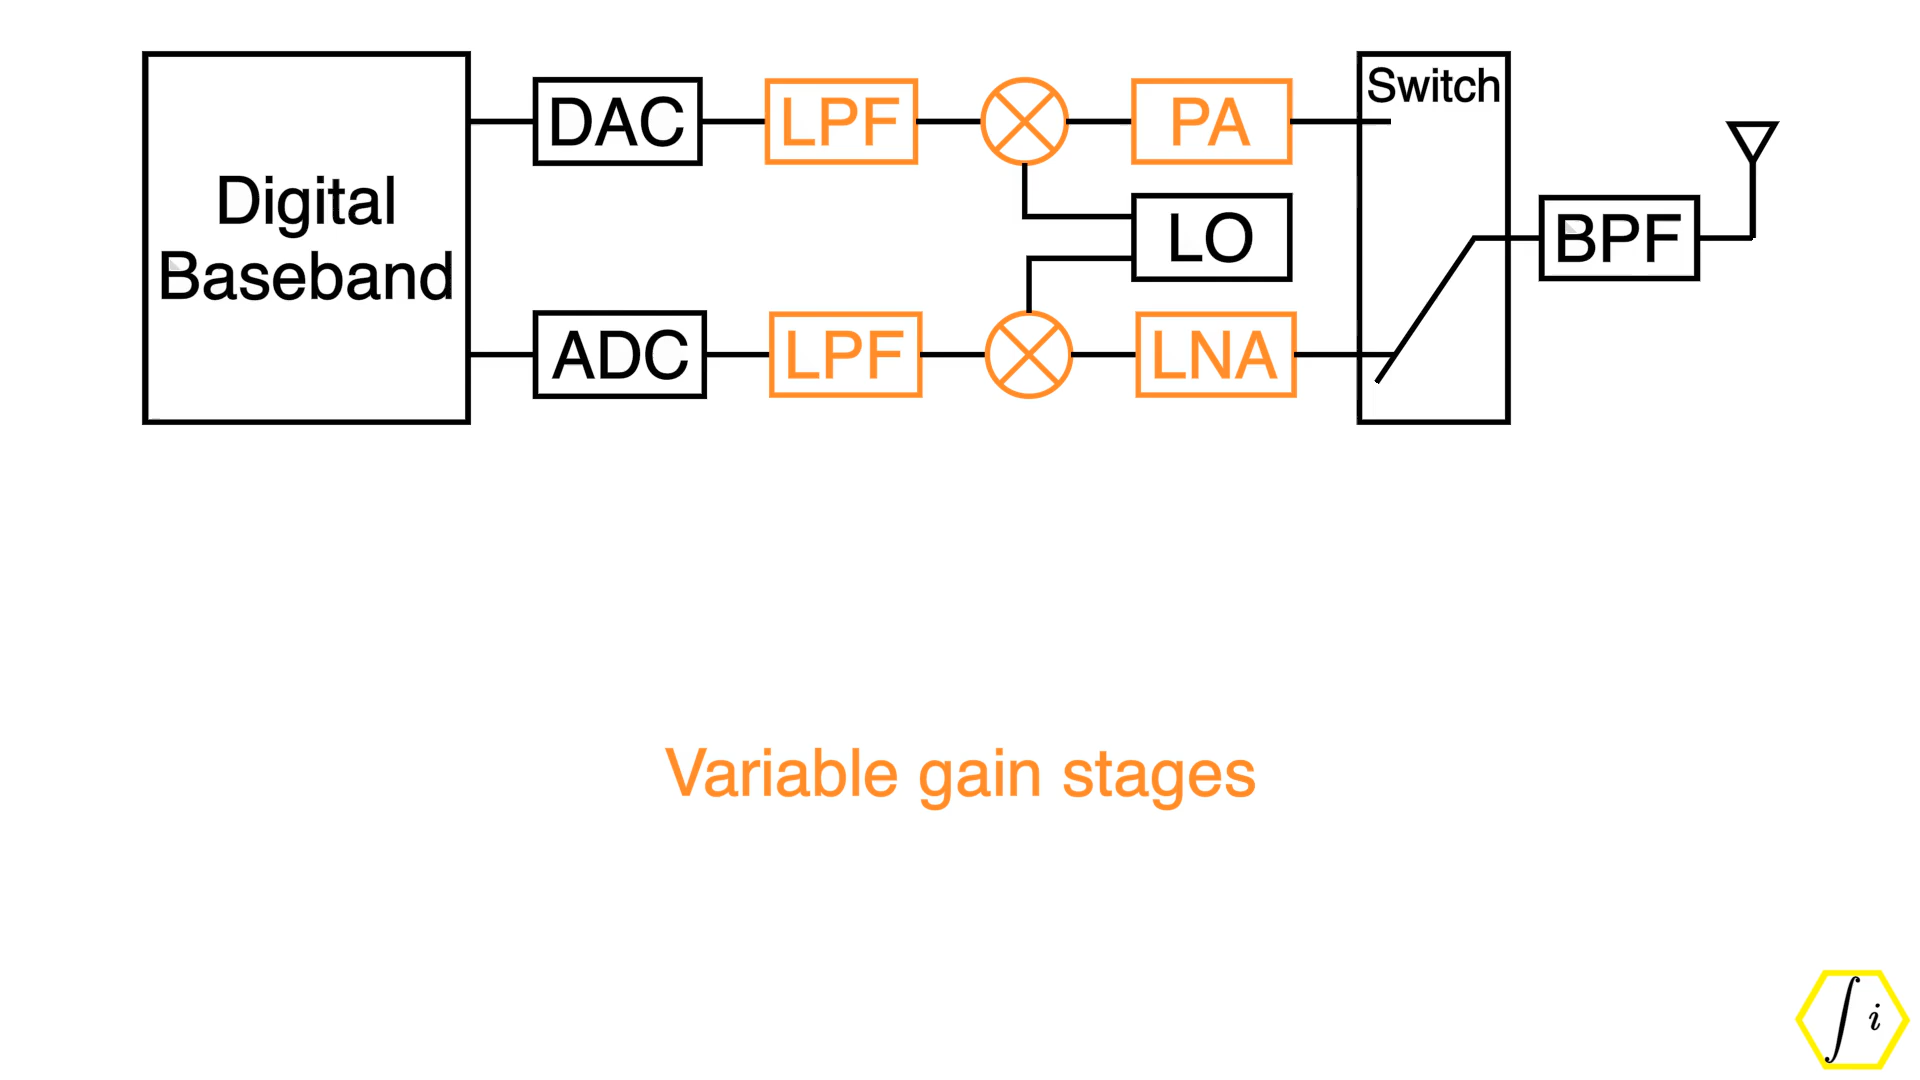 Digital
Baseband
DAC
LPF
PA
Switch
LO
BPF
ADC
LPF
LNA
Variable gain stages
∫ i